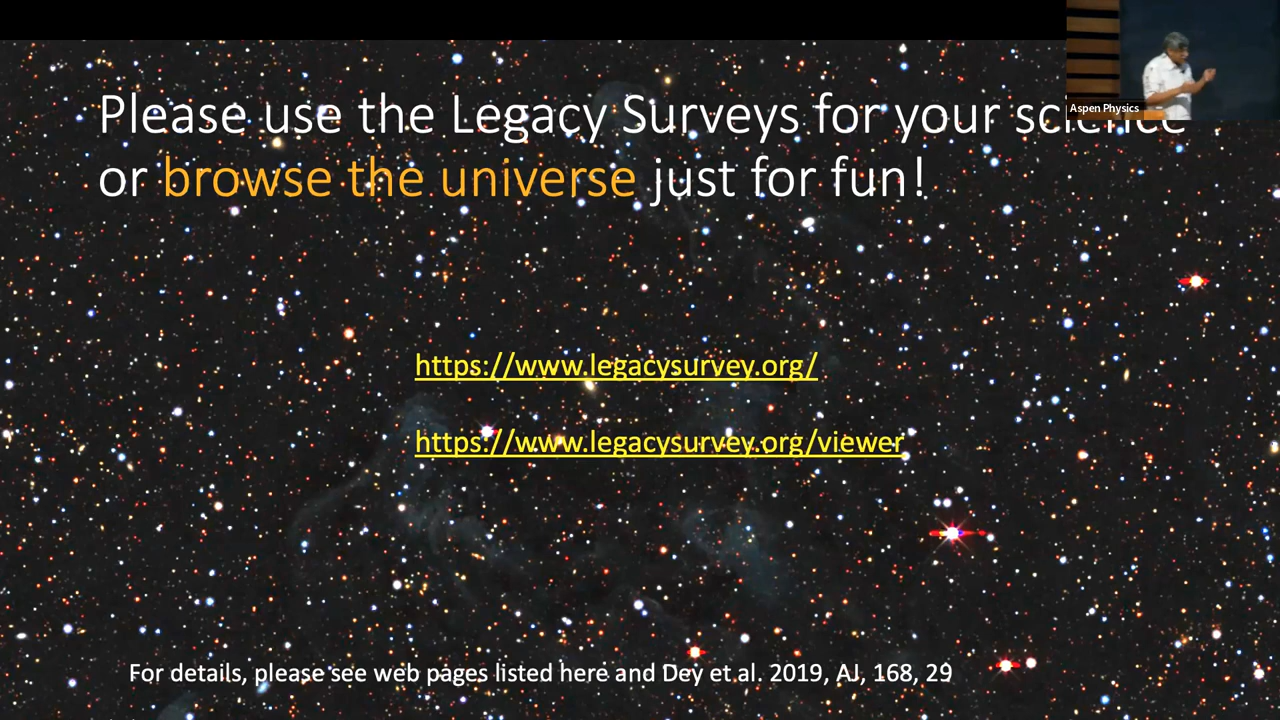 Please use the Legacy Surveys for your science
Aspen Physics
or browse the universe just for fun!
https://www.legacysurvey.org/
https://www.legacysurvey.org/viewer
For details, please see web pages listed here and Dey et al. 2019, AJ, 168, 29